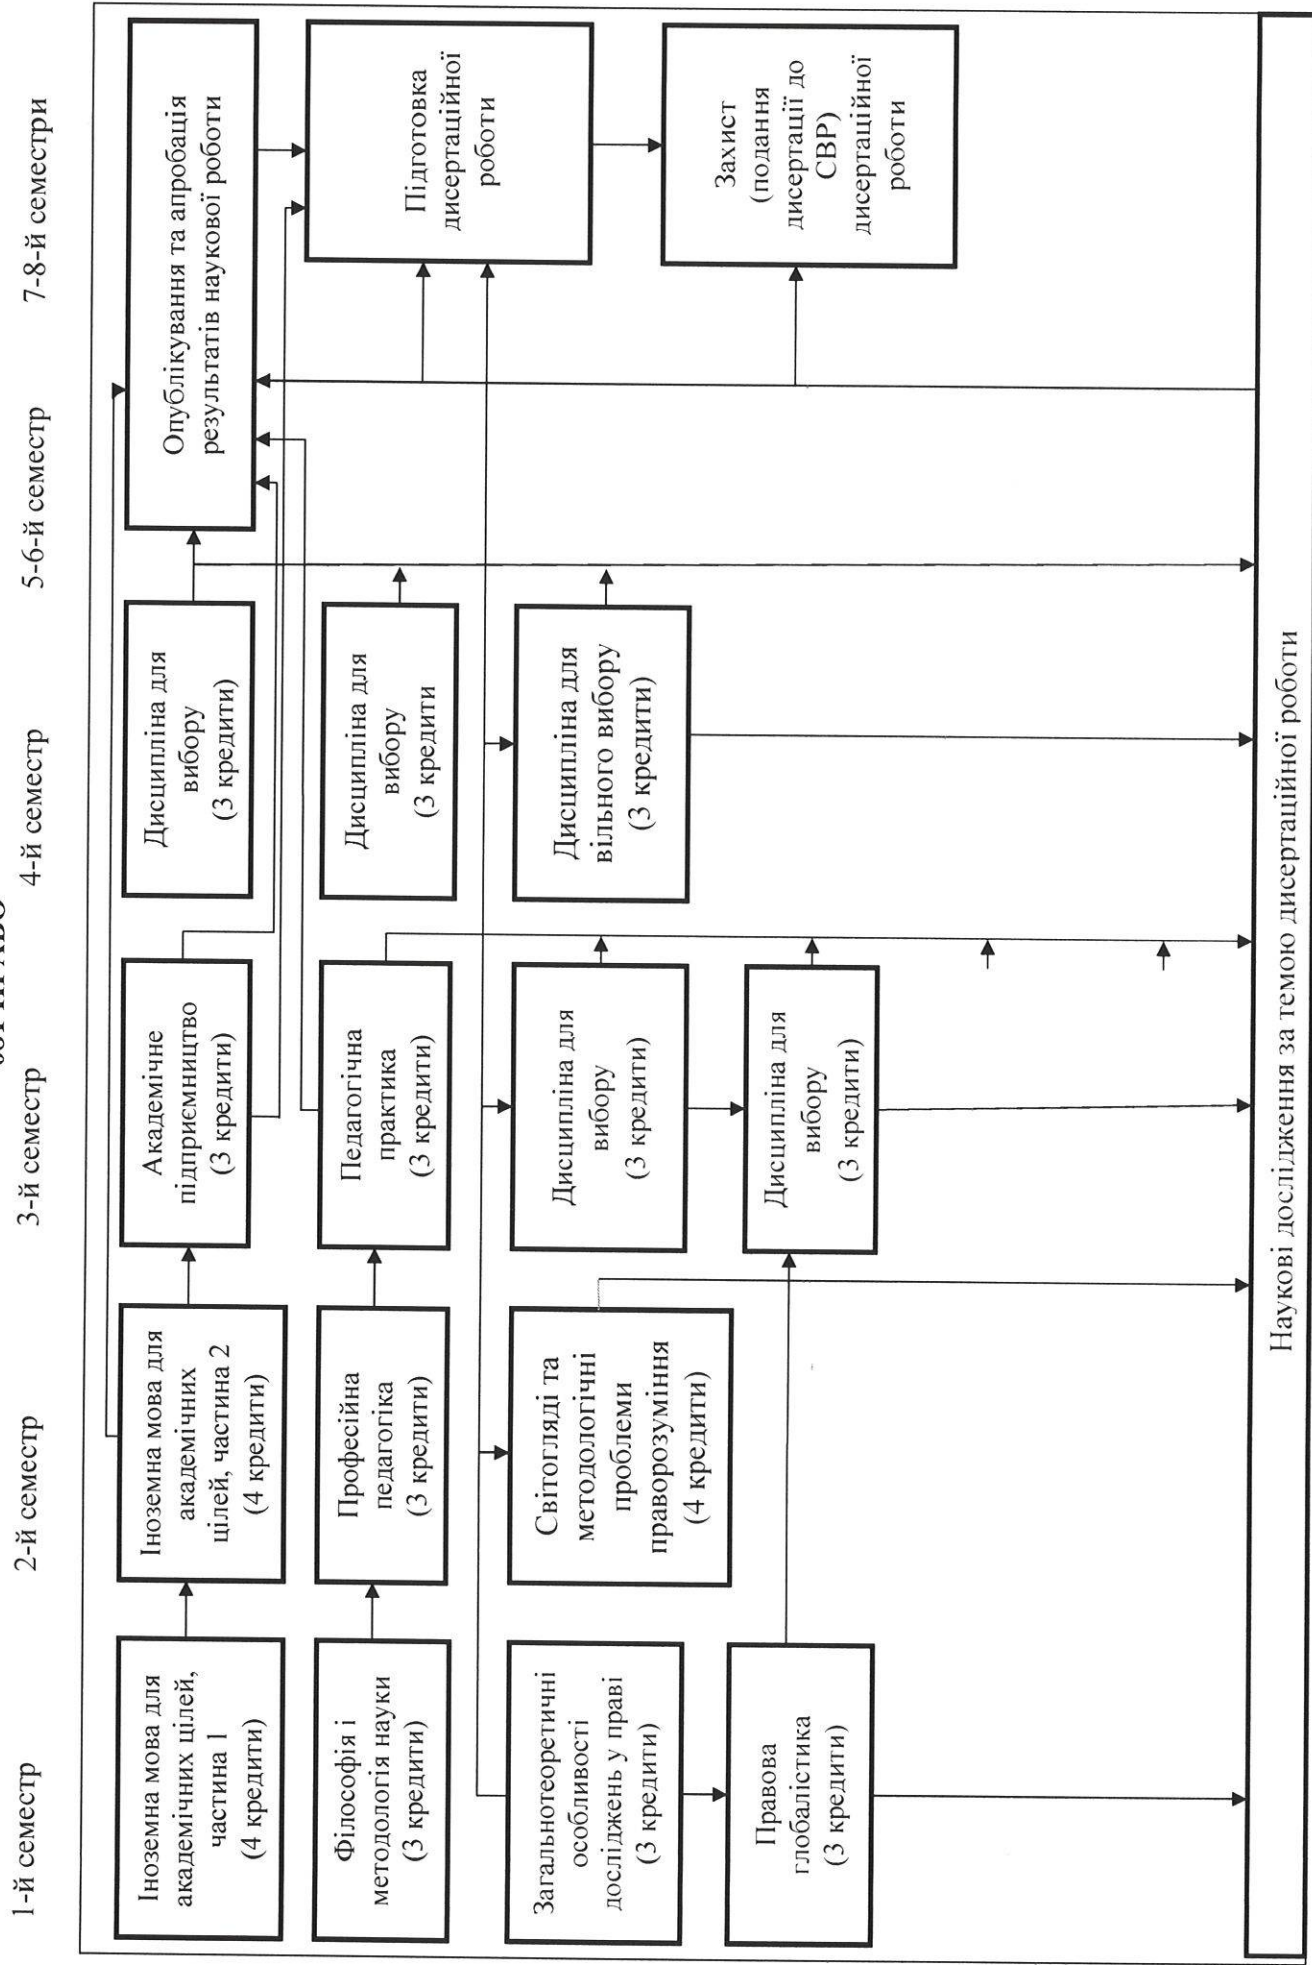 1-й семестр
2-й семестр
3-й семестр
4-й семестр
5-6-й семестр
7-8-й семестри
Іноземна мова для
академічних цілей,
частина 1
(4 кредити)
Іноземна мова для
академічних
цілей, частина 2
(4 кредити)
Академічне
підприємництво
(3 кредити)
Дисципліна для
вибору
(3 кредити)
Опублікування та апробація
результатів наукової роботи
Філософія і
методологія науки
(3 кредити)
Професійна
педагогіка
(3 кредити)
Педагогічна
практика
(3 кредити)
Дисципліна для
вибору
(3 кредити
Підготовка
дисертаційної
роботи
Загальнотеоретичні
особливості
досліджень у праві
(3 кредити)
Світогляді та
методологічні
проблеми
праворозуміння
(4 кредити)
Дисципліна для
вибору
(3 кредити)
Дисципліна для
вільного вибору
(3 кредити)
Захист
(подання
дисертації до
СВР)
дисертаційної
роботи
Правова
глобалістика
(3 кредити)
Дисципліна для
вибору
(3 кредити)
Наукові дослідження за темою дисертаційної роботи